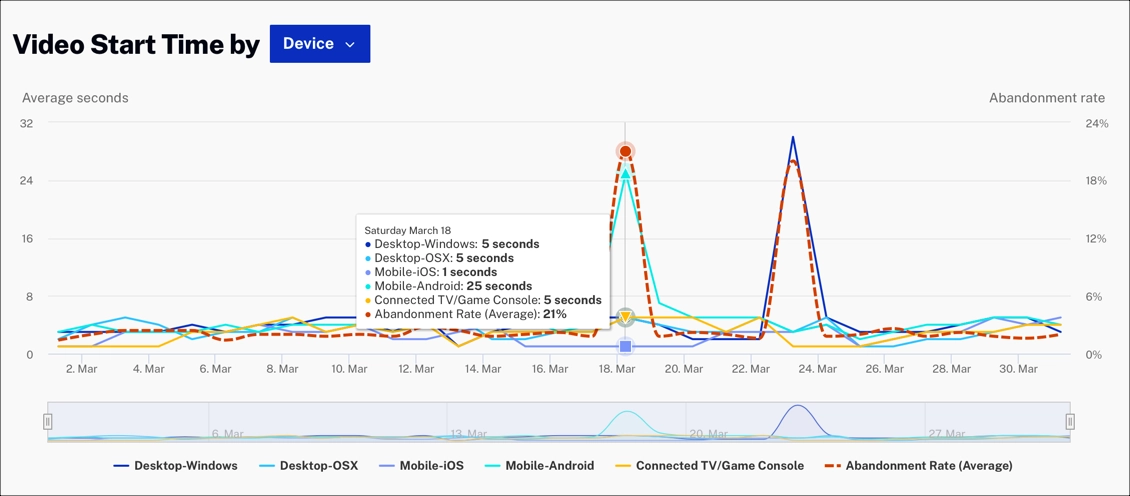 Video Start Time by Device
Average seconds Abandonment rate
32 24%
24 18%
16 12%
8 6%
0 0%
Saturday March 18
Desktop-Windows: 5 seconds
Desktop-OSX: 5 seconds
Mobile-iOS: 1 seconds
Mobile-Android: 25 seconds
Connected TV/Game Console: 5 seconds
Abandonment Rate (Average): 21%
2. Mar 4. Mar 6. Mar 8. Mar 10. Mar 12. Mar 14. Mar 16. Mar 18. Mar 20. Mar 22. Mar 24. Mar 26. Mar 28. Mar 30. Mar
6. Mar 13. Mar 20. Mar 27. Mar
Desktop-Windows Desktop-OSX Mobile-iOS Mobile-Android Connected TV/Game Console Abandonment Rate (Average)